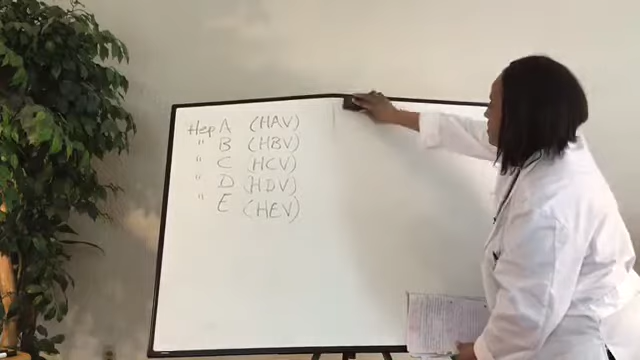 Hep A (HAV)
" B (HBV)
" C (HCV)
" D (HDV)
" E (HEV)